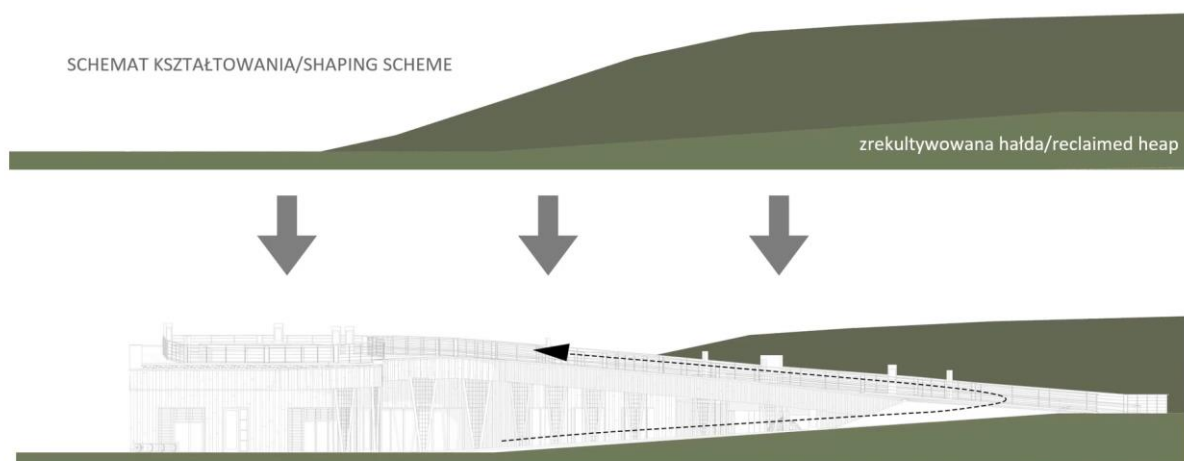 SCHEMAT KSZTAŁTOWANIA/SHAPING SCHEME
zrekultywowana hałda/reclaimed heap